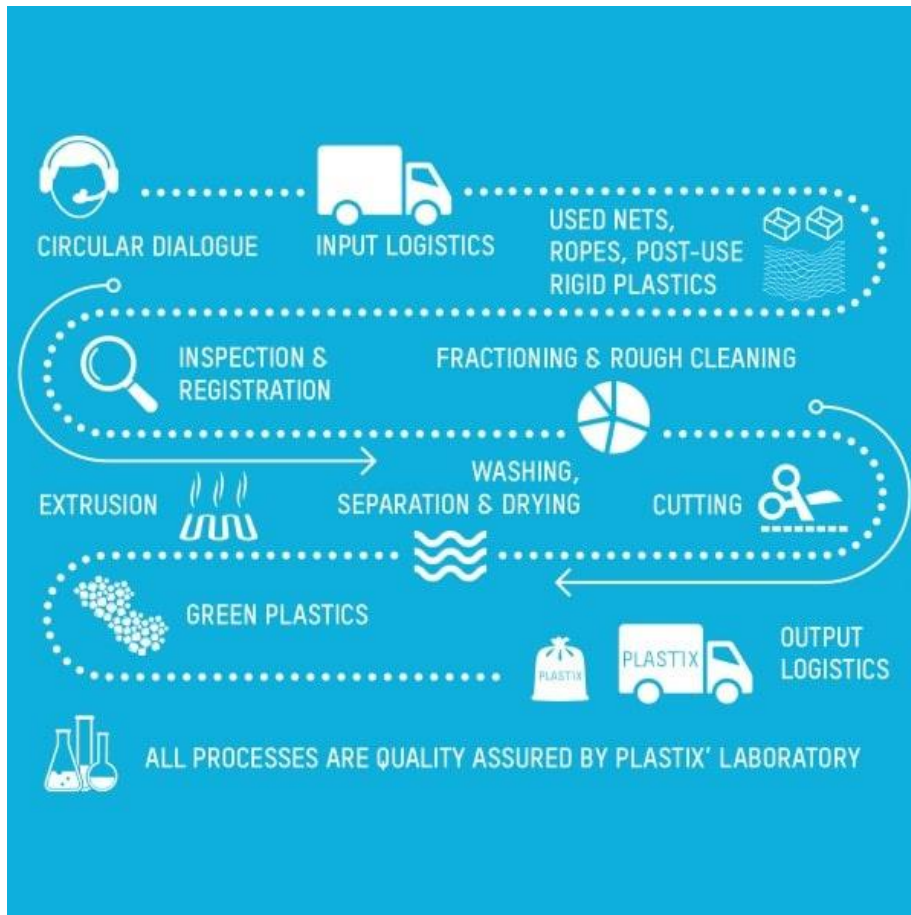 CIRCULAR DIALOGUE
INPUT LOGISTICS
USED NETS,
ROPES, POST-USE
RIGID PLASTICS
INSPECTION &
REGISTRATION
FRACTIONING & ROUGH CLEANING
EXTRUSION
WASHING,
SEPARATION & DRYING
CUTTING
GREEN PLASTICS
PLASTIX
PLASTIX
OUTPUT
LOGISTICS
ALL PROCESSES ARE QUALITY ASSURED BY PLASTIX' LABORATORY